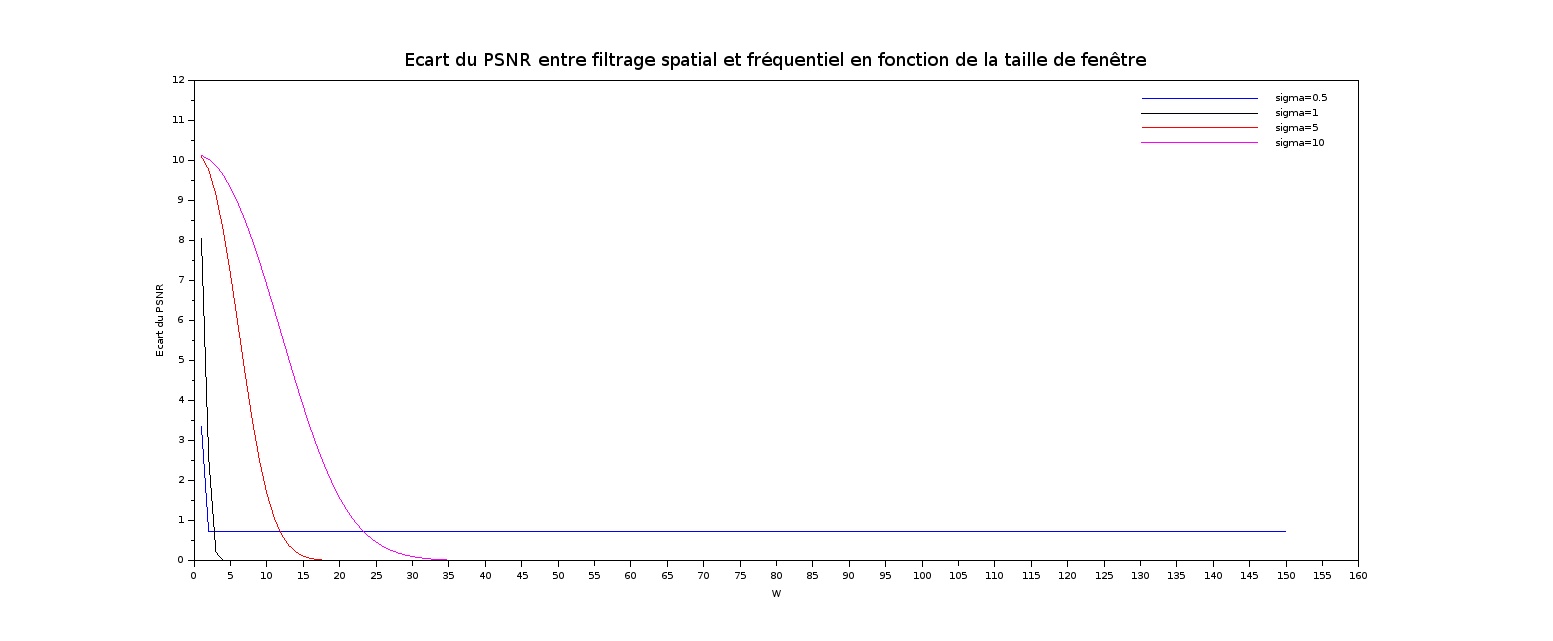 Ecart du PSNR entre filtrage spatial et fréquentiel en fonction de la taille de fenêtre
12
11
10
9
8
7
6
5
4
3
2
1
0
Ecart du PSNR
sigma=0.5
sigma=1
sigma=5
sigma=10
0 5 10 15 20 25 30 35 40 45 50 55 60 65 70 75 80 85 90 95 100 105 110 115 120 125 130 135 140 145 150 155 160
W